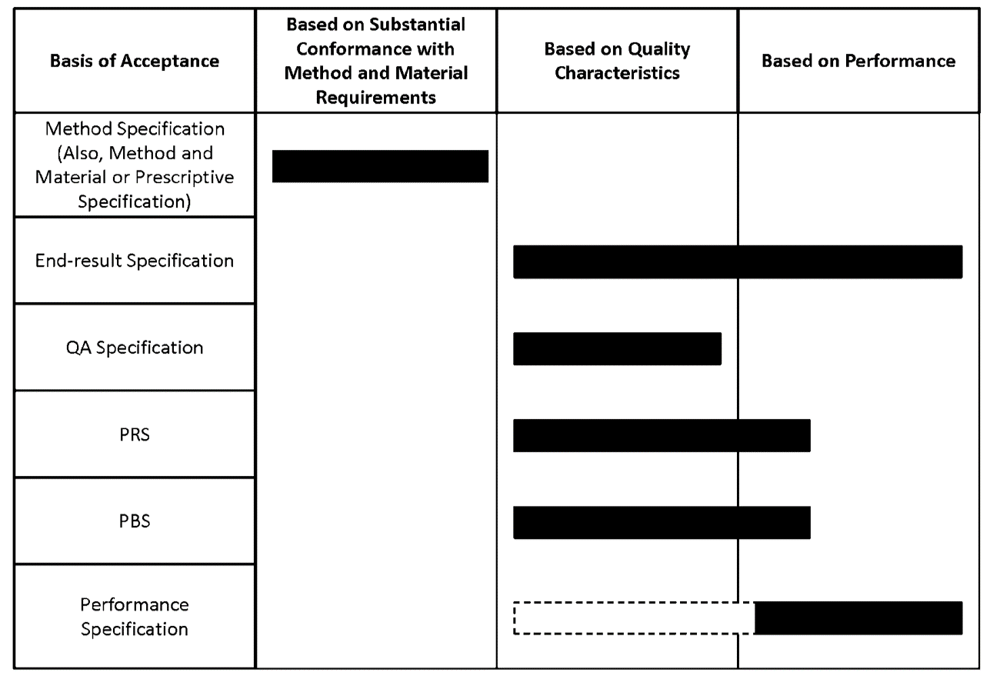 Basis of Acceptance
Based on Substantial
Conformance with
Method and Material
Requirements
Based on Quality
Characteristics
Based on Performance
Method Specification
(Also, Method and
Material or Prescriptive
Specification)
End-result Specification
QA Specification
PRS
PBS
Performance
Specification